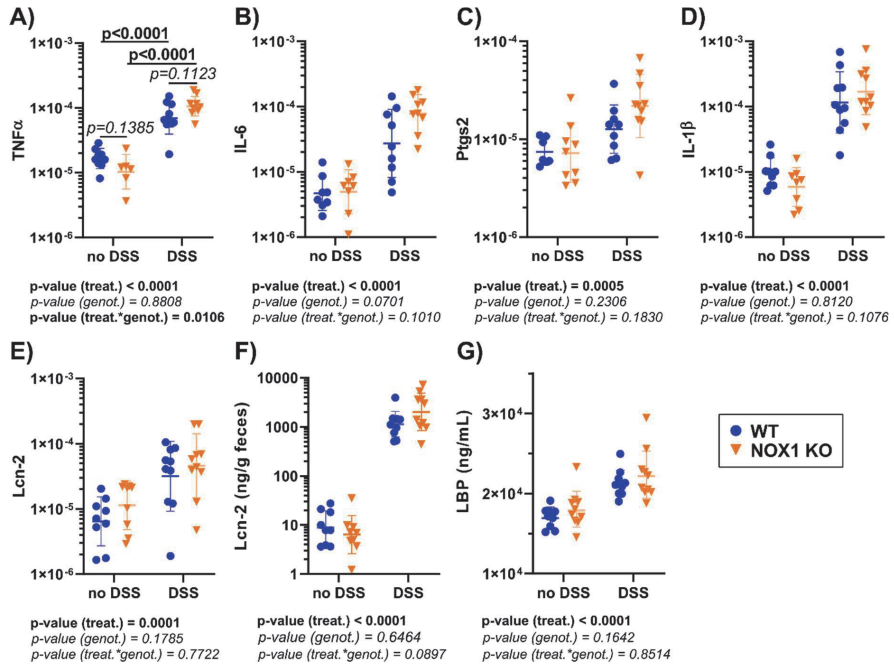 A)
p<0.0001
p<0.0001
p=0.1123
p=0.1385
TNFα
1×10⁻³
1×10⁻⁴
1×10⁻⁵
1×10⁻⁶
no DSS DSS
p-value (treat.) < 0.0001
p-value (genot.) = 0.8808
p-value (treat.*genot.) = 0.0106
B)
IL-6
1×10⁻³
1×10⁻⁴
1×10⁻⁵
1×10⁻⁶
no DSS DSS
p-value (treat.) < 0.0001
p-value (genot.) = 0.0701
p-value (treat.*genot.) = 0.1010
C)
Ptgs2
1×10⁻⁴
1×10⁻⁵
1×10⁻⁶
no DSS DSS
p-value (treat.) = 0.0005
p-value (genot.) = 0.2306
p-value (treat.*genot.) = 0.1830
D)
IL-1β
1×10⁻³
1×10⁻⁴
1×10⁻⁵
1×10⁻⁶
no DSS DSS
p-value (treat.) < 0.0001
p-value (genot.) = 0.8120
p-value (treat.*genot.) = 0.1076
E)
Lcn-2
1×10⁻³
1×10⁻⁴
1×10⁻⁵
1×10⁻⁶
no DSS DSS
p-value (treat.) = 0.0001
p-value (genot.) = 0.1785
p-value (treat.*genot.) = 0.7722
F)
Lcn-2 (ng/g feces)
10000
1000
100
10
1
no DSS DSS
p-value (treat.) < 0.0001
p-value (genot.) = 0.6464
p-value (treat.*genot.) = 0.0897
G)
LBP (ng/mL)
3×10⁴
2×10⁴
1×10⁴
no DSS DSS
p-value (treat.) < 0.0001
p-value (genot.) = 0.1642
p-value (treat.*genot.) = 0.8514
WT
NOX1 KO